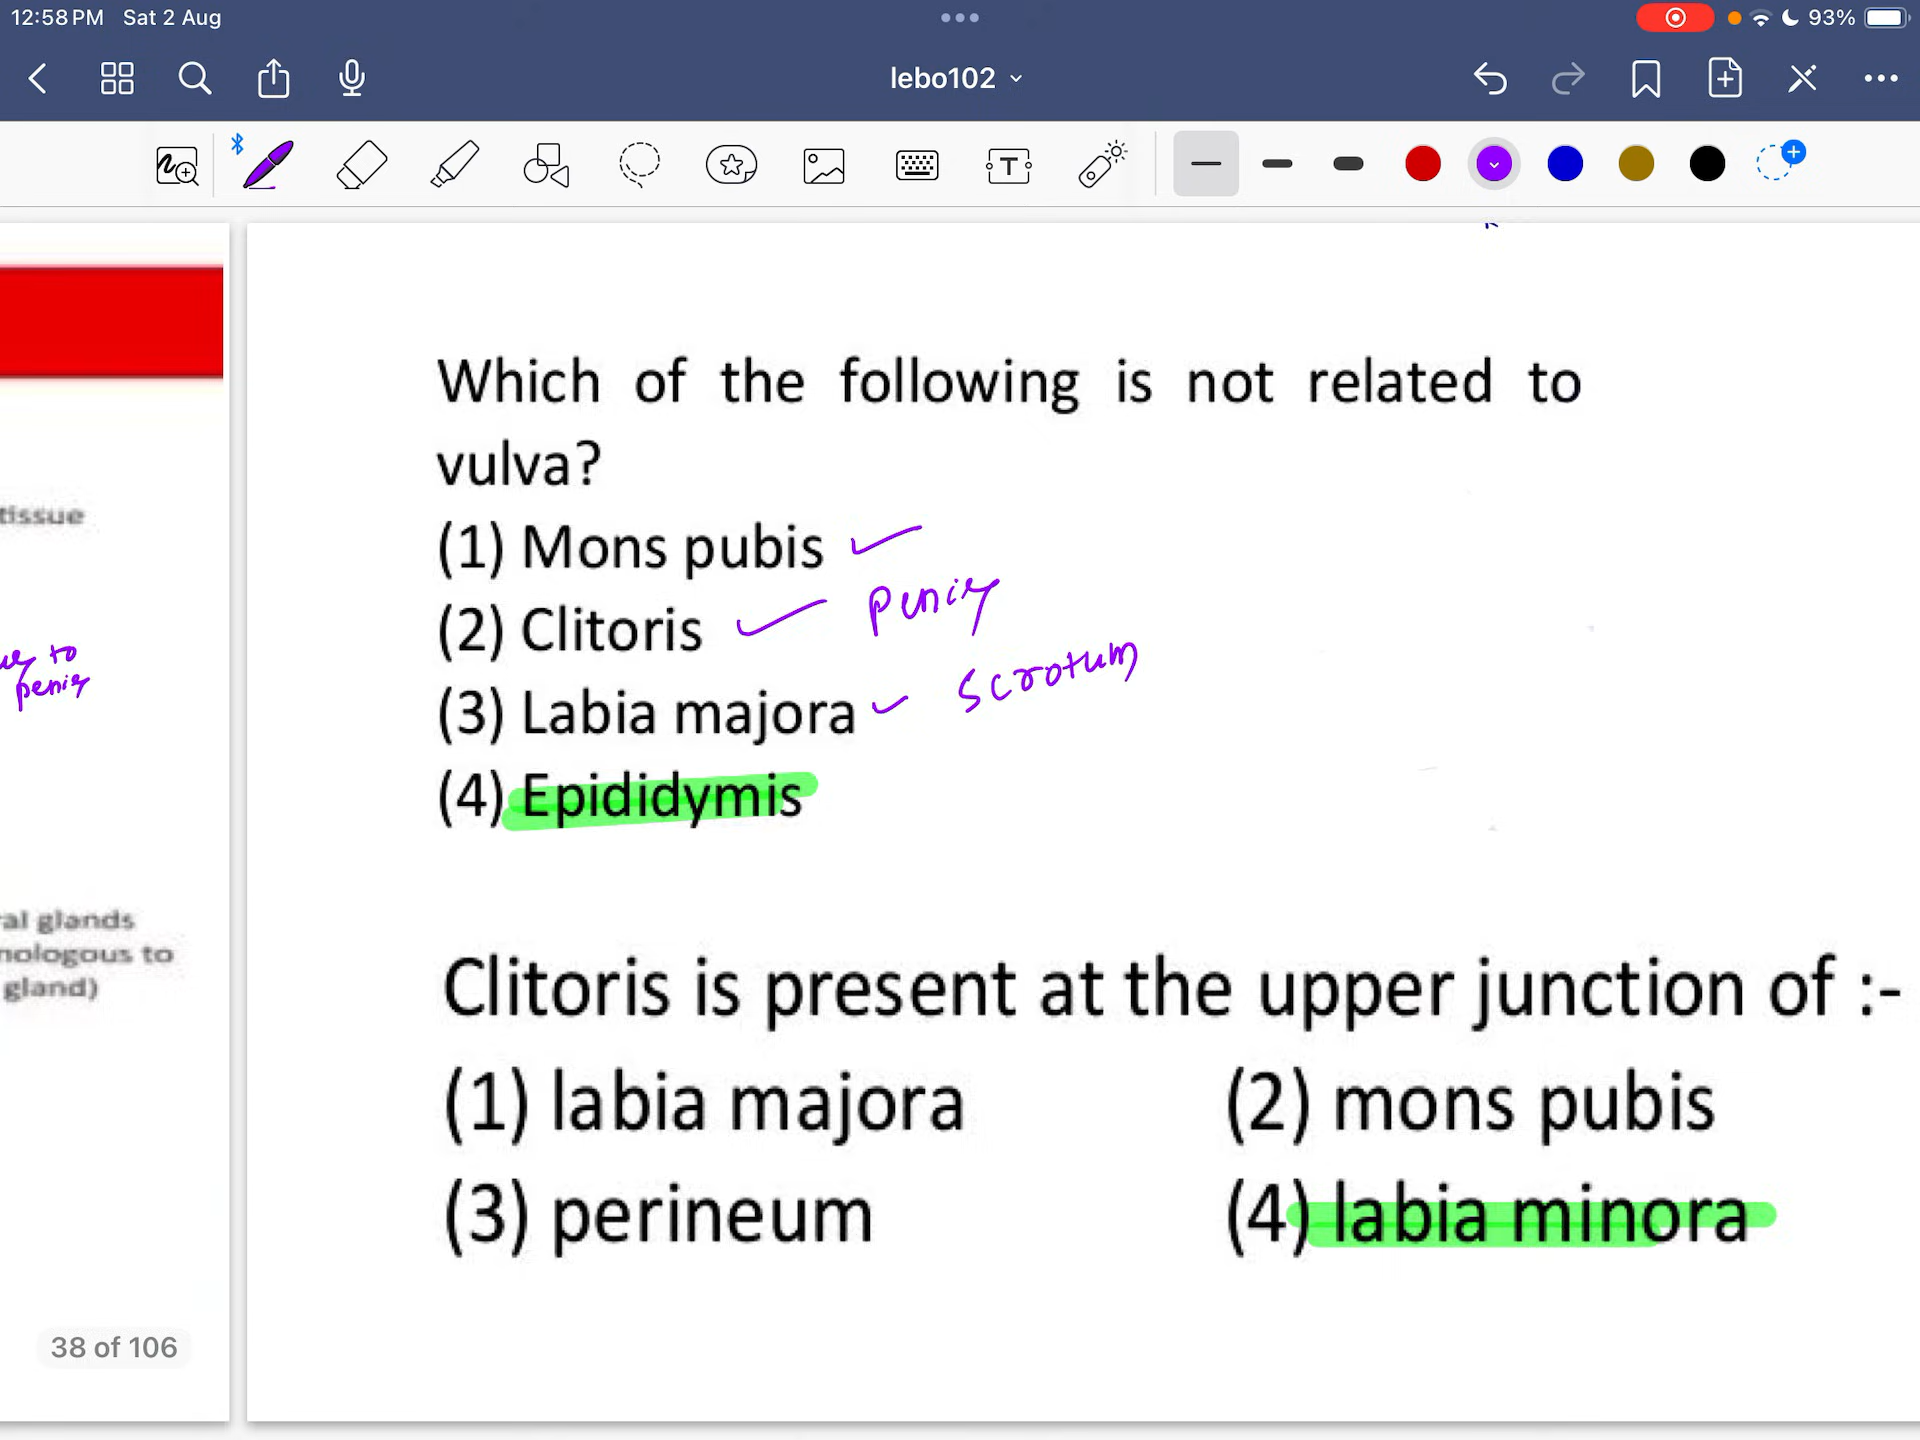 12:58 PM Sat 2 Aug
93%
lebo102
T
tissue
to
penis
al glands
nologous to
gland)
38 of 106
Which of the following is not related to
vulva?
(1) Mons pubis
(2) Clitoris penis
(3) Labia majora scrotum
(4) Epididymis
Clitoris is present at the upper junction of :-
(1) labia majora (2) mons pubis
(3) perineum (4) labia minora